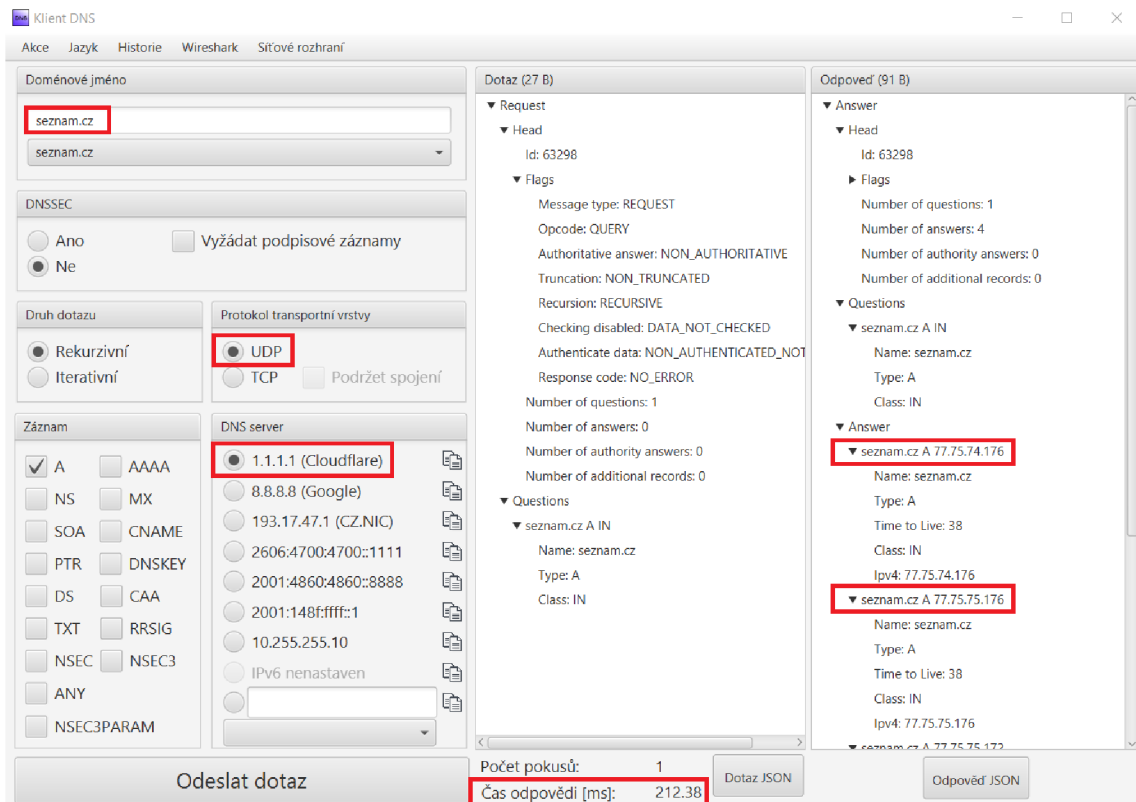 DNS Klient DNS
Akce Jazyk Historie Wireshark Síťové rozhraní
Doménové jméno
seznam.cz
seznam.cz
DNSSEC
Ano
Vyžádat podpisové záznamy
Ne
Druh dotazu
Rekurzivní
Iterativní
Protokol transportní vrstvy
UDP
TCP
Podržet spojení
Záznam
A AAAA
NS MX
SOA CNAME
PTR DNSKEY
DS CAA
TXT RRSIG
NSEC NSEC3
ANY
NSEC3PARAM
DNS server
1.1.1.1 (Cloudflare)
8.8.8.8 (Google)
193.17.47.1 (CZ.NIC)
2606:4700:4700::1111
2001:4860:4860::8888
2001:148f:ffff::1
10.255.255.10
IPv6 nenastaven
Odeslat dotaz
Dotaz (27 B)
Request
Head
Id: 63298
Flags
Message type: REQUEST
Opcode: QUERY
Authoritative answer: NON_AUTHORITATIVE
Truncation: NON_TRUNCATED
Recursion: RECURSIVE
Checking disabled: DATA_NOT_CHECKED
Authenticate data: NON_AUTHENTICATED_NOT
Response code: NO_ERROR
Number of questions: 1
Number of answers: 0
Number of authority answers: 0
Number of additional records: 0
Questions
seznam.cz A IN
Name: seznam.cz
Type: A
Class: IN
Počet pokusů: 1
Čas odpovědi [ms]: 212.38
Dotaz JSON
Odpoveď (91 B)
Answer
Head
Id: 63298
Flags
Number of questions: 1
Number of answers: 4
Number of authority answers: 0
Number of additional records: 0
Questions
seznam.cz A IN
Name: seznam.cz
Type: A
Class: IN
Answer
seznam.cz A 77.75.74.176
Name: seznam.cz
Type: A
Time to Live: 38
Class: IN
Ipv4: 77.75.74.176
seznam.cz A 77.75.75.176
Name: seznam.cz
Type: A
Time to Live: 38
Class: IN
Ipv4: 77.75.75.176
seznam.cz A 77.75.75.172
Odpověď JSON